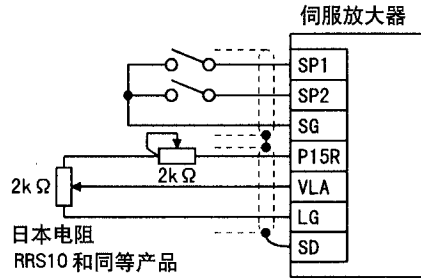 伺服放大器
SP1
SP2
SG
P15R
2kΩ
2kΩ
VLA
LG
日本电阻
SD
RRS10和同等产品